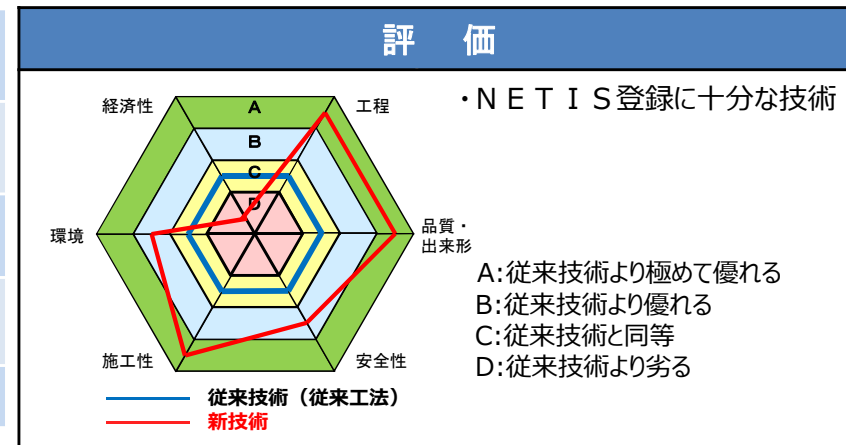 評　価
・ＮＥＴＩＳ登録に十分な技術
経済性
工程
A
B
C
D
環境
品質・
出来形
施工性
安全性
A:従来技術より極めて優れる
B:従来技術より優れる
C:従来技術と同等
D:従来技術より劣る
従来技術（従来工法）
新技術